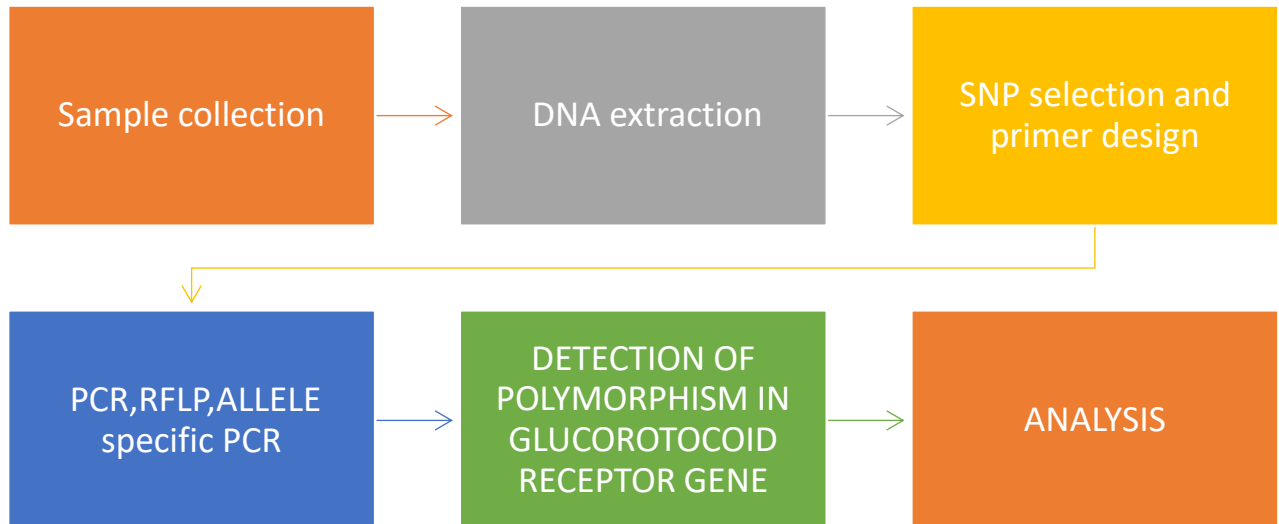 Sample collection
DNA extraction
SNP selection and
primer design
PCR,RFLP,ALLELE
specific PCR
DETECTION OF
POLYMORPHISM IN
GLUCOROTOCOID
RECEPTOR GENE
ANALYSIS